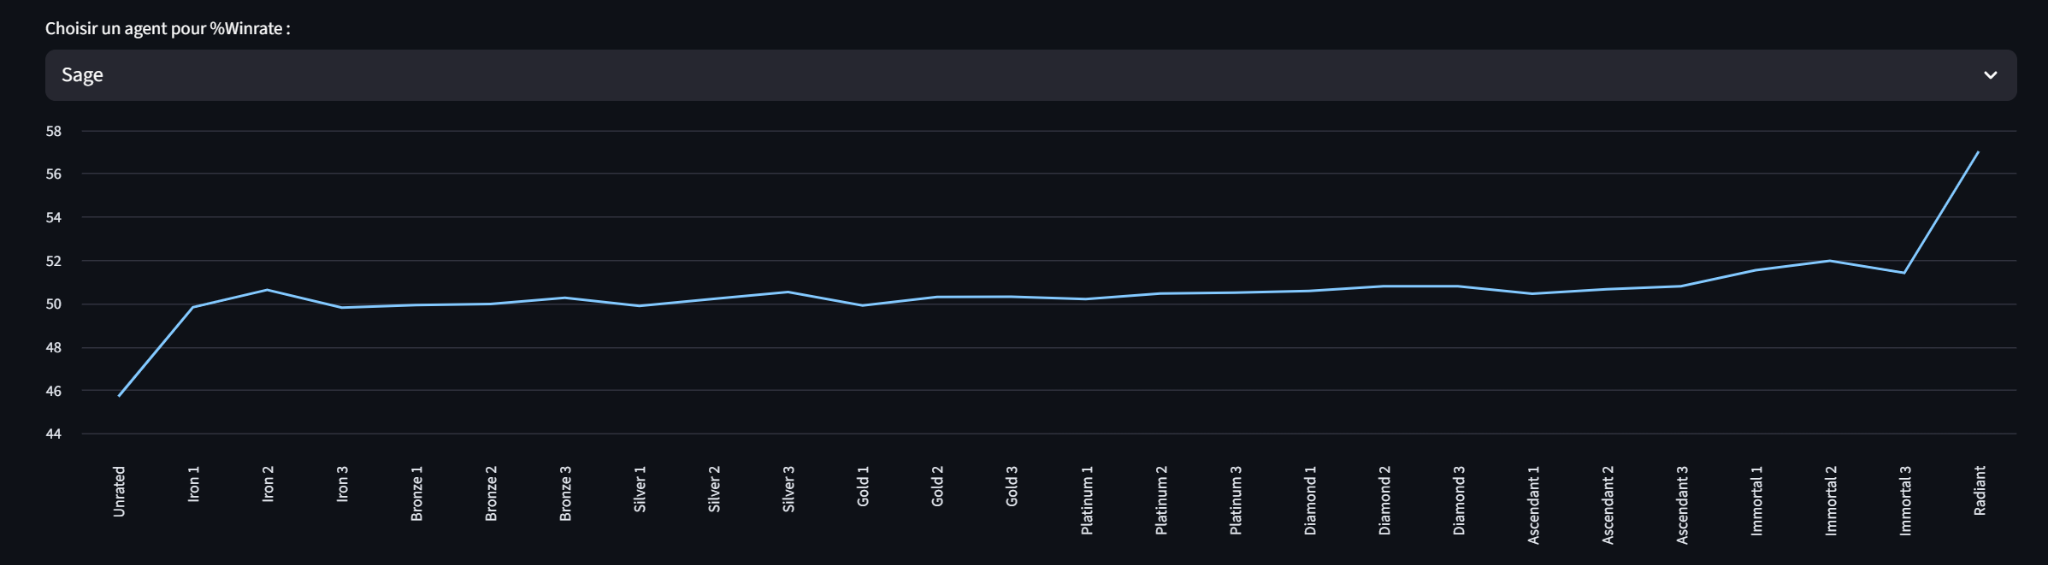 Choisir un agent pour %Winrate :
Sage
58
56
54
52
50
48
46
44
Unrated
Iron 1
Iron 2
Iron 3
Bronze 1
Bronze 2
Bronze 3
Silver 1
Silver 2
Silver 3
Gold 1
Gold 2
Gold 3
Platinum 1
Platinum 2
Platinum 3
Diamond 1
Diamond 2
Diamond 3
Ascendant 1
Ascendant 2
Ascendant 3
Immortal 1
Immortal 2
Immortal 3
Radiant